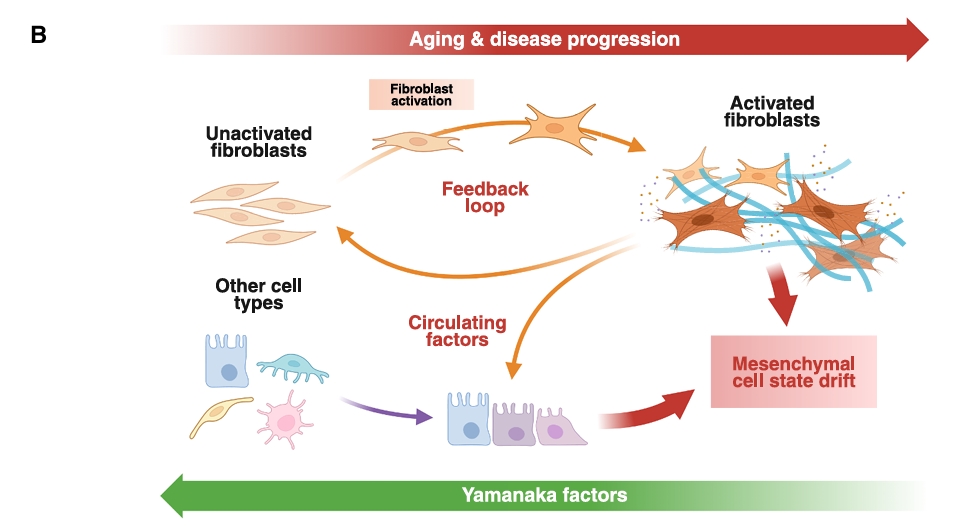 B
Aging & disease progression
Fibroblast
activation
Activated
fibroblasts
Unactivated
fibroblasts
Feedback
loop
Other cell
types
Circulating
factors
Mesenchymal
cell state drift
Yamanaka factors